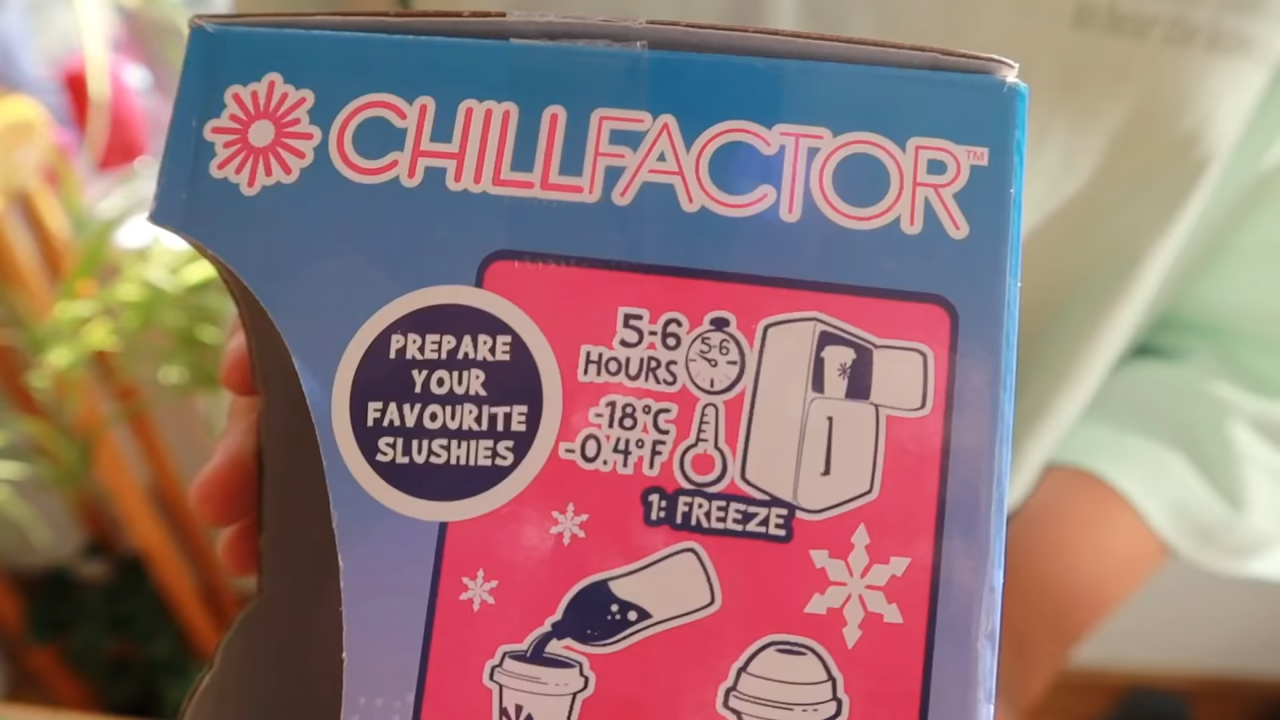 CHILLFACTOR™
PREPARE
YOUR
FAVOURITE
SLUSHIES
5-6
HOURS
5-6
-18°C
-0.4°F
1: FREEZE